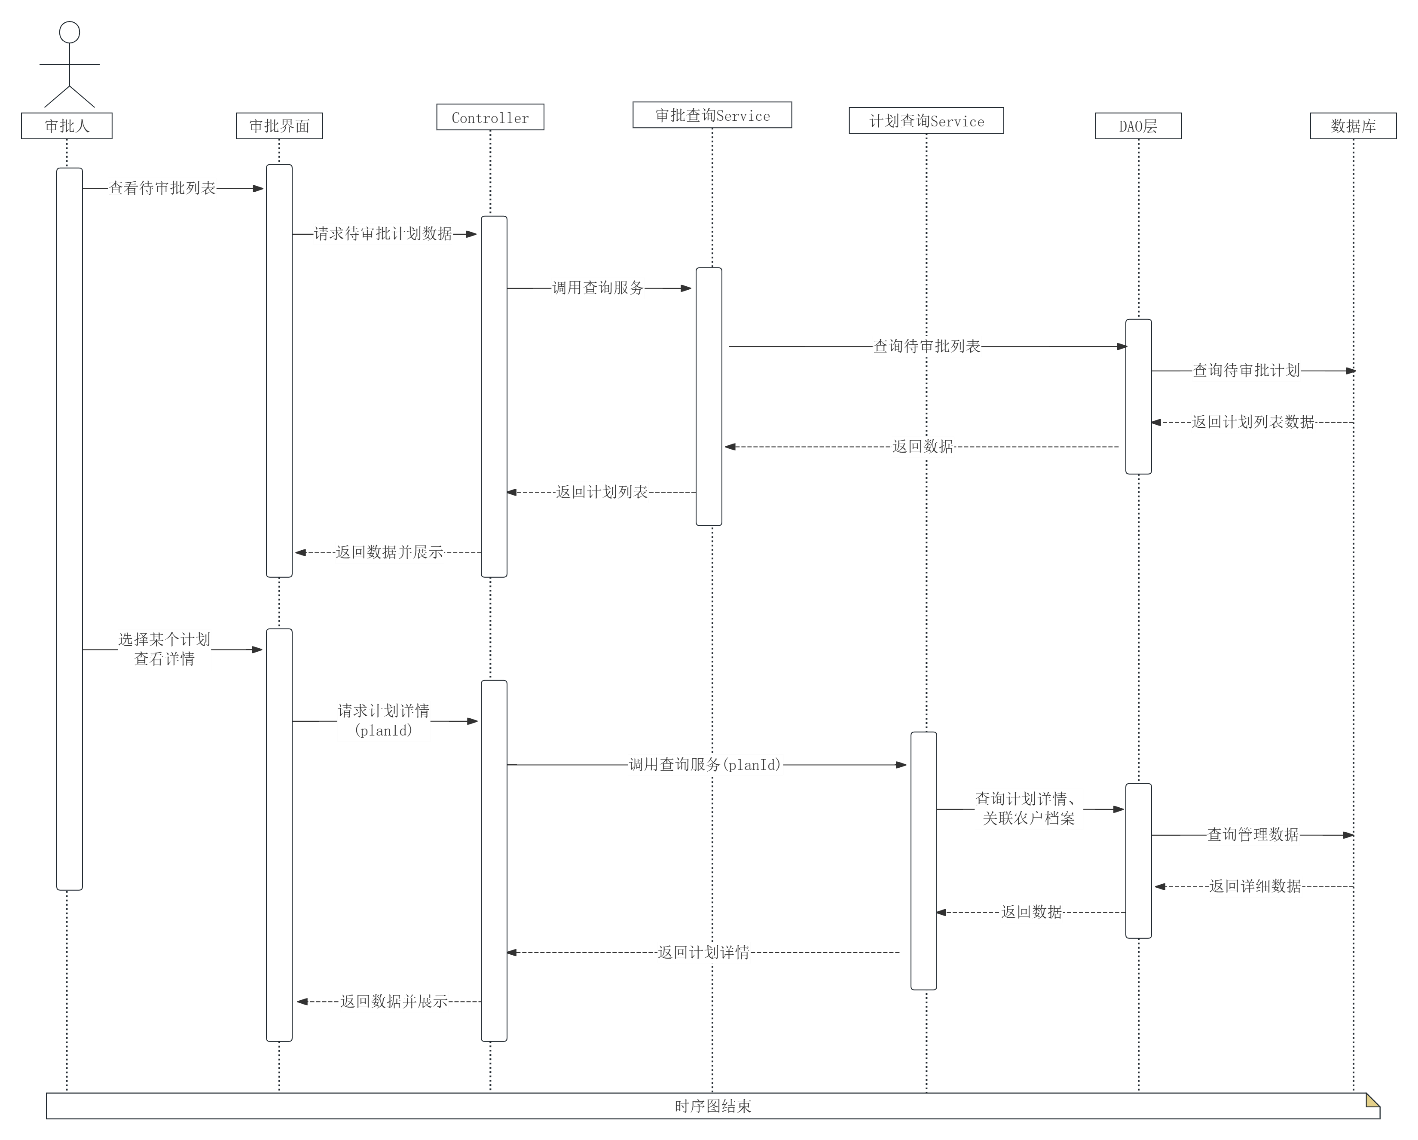 审批人
审批界面
Controller
审批查询Service
计划查询Service
DAO层
数据库
查看待审批列表
请求待审批计划数据
调用查询服务
查询待审批列表
查询待审批计划
返回计划列表数据
返回数据
返回计划列表
返回数据并展示
选择某个计划
查看详情
请求计划详情
(planId)
调用查询服务(planId)
查询计划详情、
关联农户档案
查询管理数据
返回详细数据
返回数据
返回计划详情
返回数据并展示
时序图结束